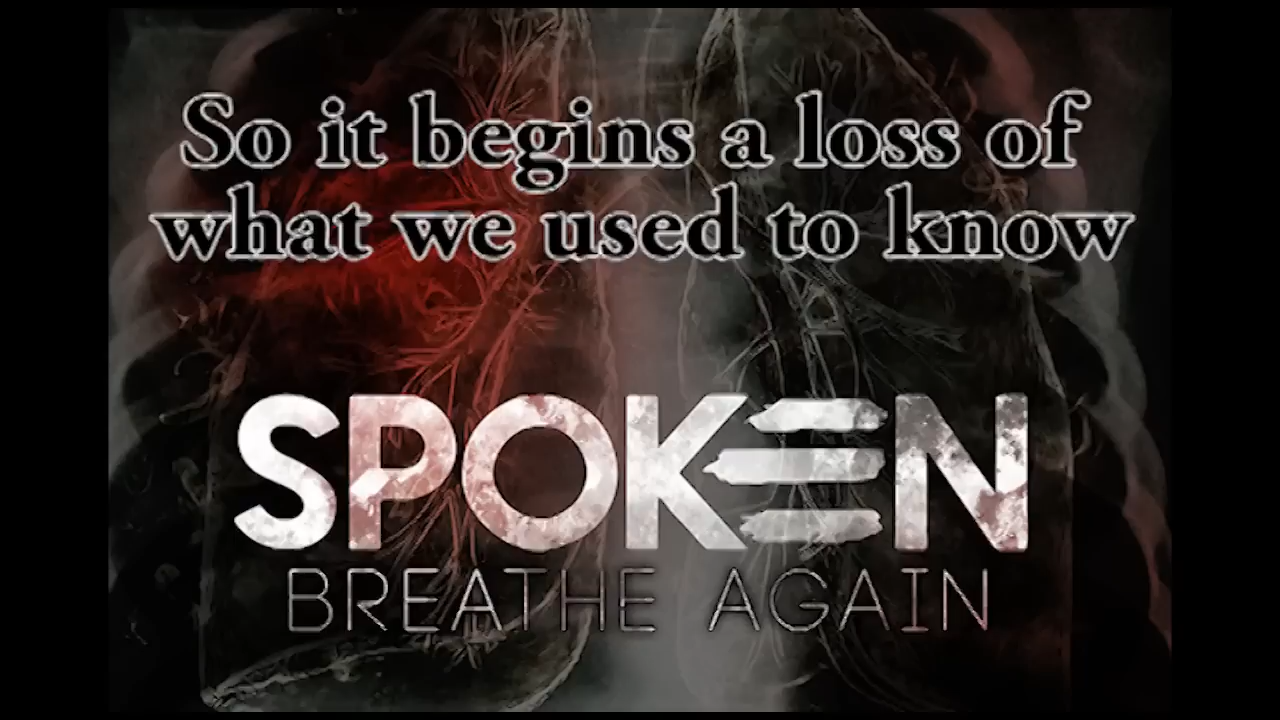 So it begins a loss of
what we used to know
SPOKEN
BREATHE AGAIN